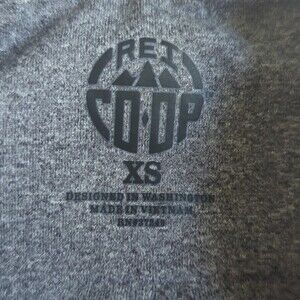 REI
CO·OP
XS
DESIGNED IN WASHINGTON
MADE IN VIETNAM